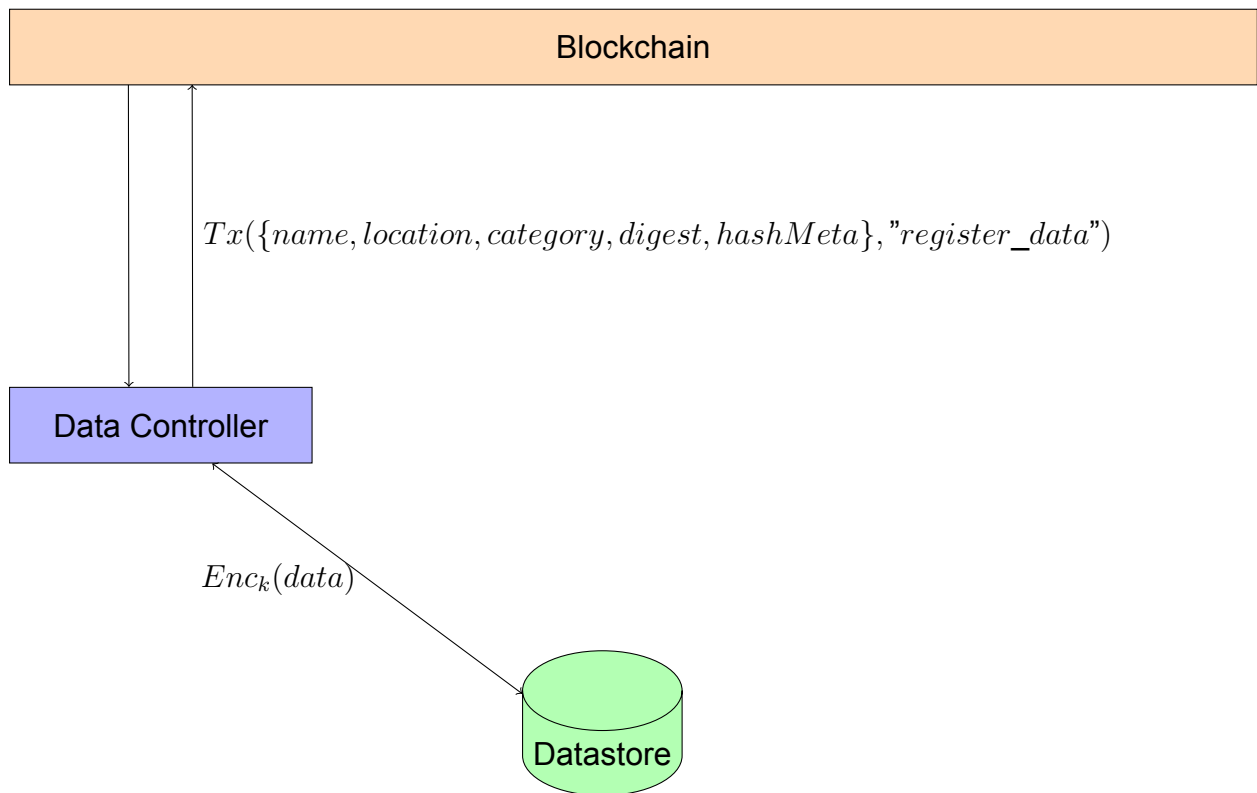 Blockchain
Tx({name, location, category, digest, hashMeta}, "register_data")
Data Controller
Enc_k(data)
Datastore